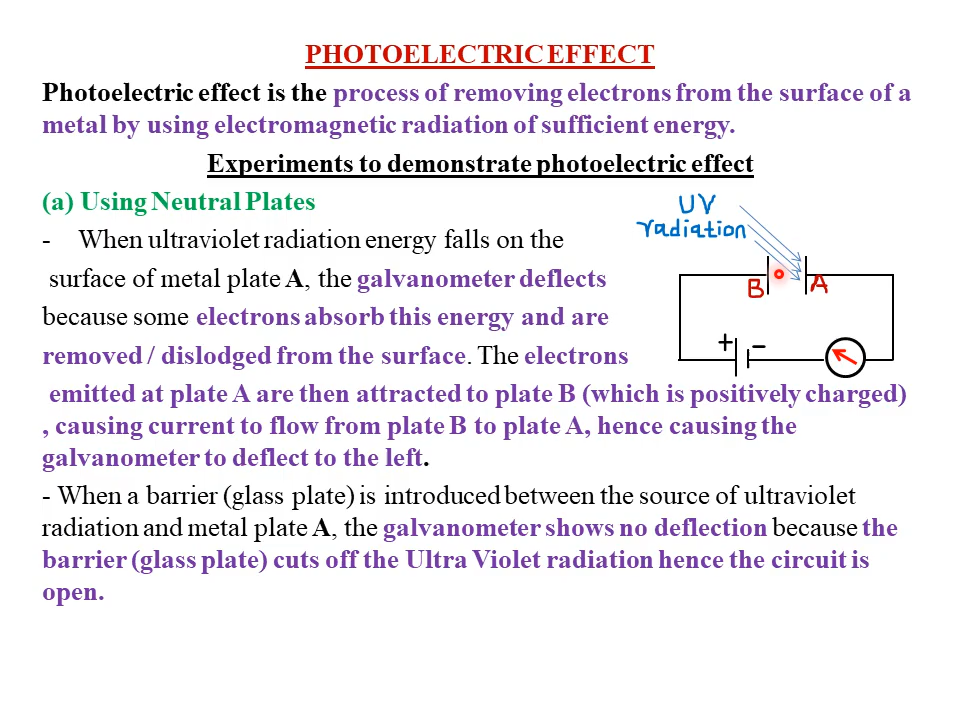 PHOTOELECTRIC EFFECT
Photoelectric effect is the process of removing electrons from the surface of a
metal by using electromagnetic radiation of sufficient energy.
Experiments to demonstrate photoelectric effect
(a) Using Neutral Plates
- When ultraviolet radiation energy falls on the
surface of metal plate A, the galvanometer deflects
because some electrons absorb this energy and are
removed / dislodged from the surface. The electrons
emitted at plate A are then attracted to plate B (which is positively charged)
, causing current to flow from plate B to plate A, hence causing the
galvanometer to deflect to the left.
- When a barrier (glass plate) is introduced between the source of ultraviolet
radiation and metal plate A, the galvanometer shows no deflection because the
barrier (glass plate) cuts off the Ultra Violet radiation hence the circuit is
open.
UV
radiation
B A
+ −